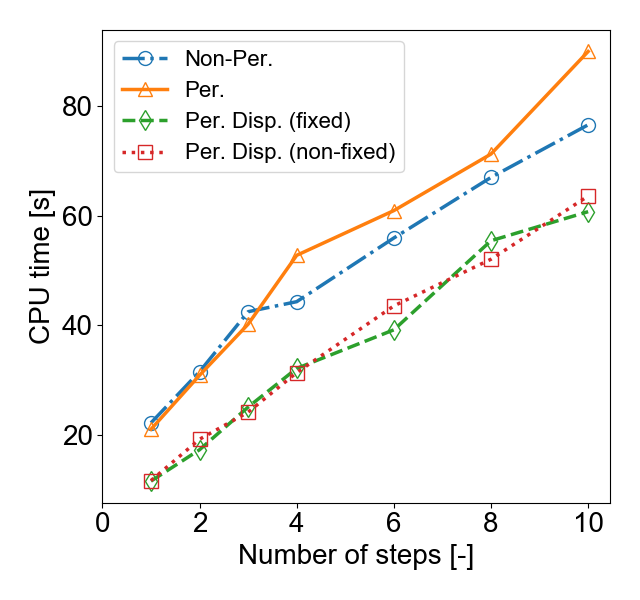 Non-Per.
Per.
Per. Disp. (fixed)
Per. Disp. (non-fixed)
80
60
40
20
CPU time [s]
0 2 4 6 8 10
Number of steps [-]